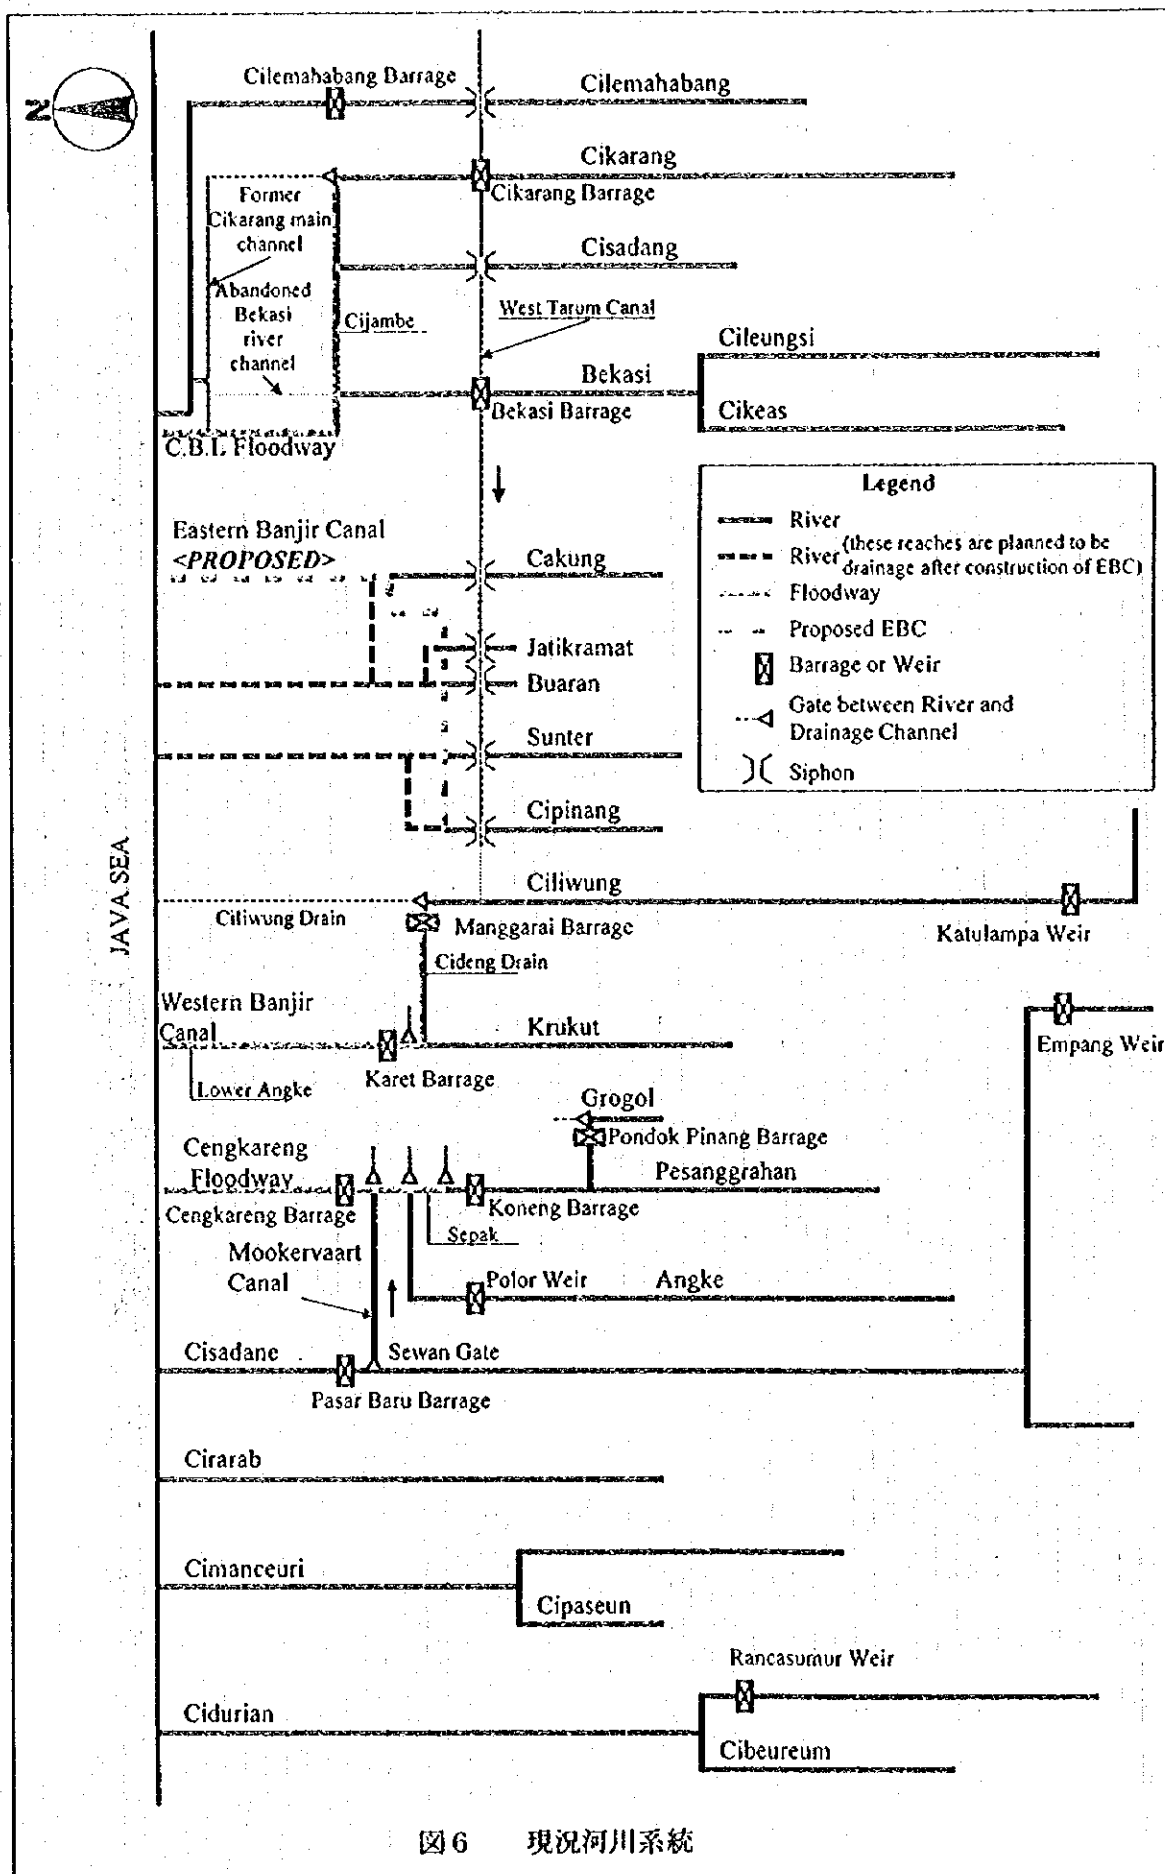 N
Cilemahabang Barrage
Cilemahabang
Cikarang
Cikarang Barrage
Former
Cikarang main
channel
Cisadang
Abandoned
Bekasi
river
channel
Cijambe
West Tarum Canal
Cileungsi
Bekasi
Bekasi Barrage
Cikeas
C.B.L Floodway
Eastern Banjir Canal
<PROPOSED>
Cakung
Jatikramat
Buaran
Sunter
Cipinang
Legend
River
River (these reaches are planned to be
drainage after construction of EBC)
Floodway
Proposed EBC
Barrage or Weir
Gate between River and
Drainage Channel
Siphon
JAVA SEA
Ciliwung
Ciliwung Drain
Manggarai Barrage
Katulampa Weir
Cideng Drain
Western Banjir
Canal
Krukut
Empang Weir
Lower Angke
Karet Barrage
Grogol
Pondok Pinang Barrage
Cengkareng
Floodway
Pesanggrahan
Cengkareng Barrage
Koneng Barrage
Sepak
Mookervaart
Canal
Polor Weir
Angke
Cisadane
Sewan Gate
Pasar Baru Barrage
Cirarab
Cimanceuri
Cipaseun
Rancasumur Weir
Cidurian
Cibeureum
図6 現況河川系統